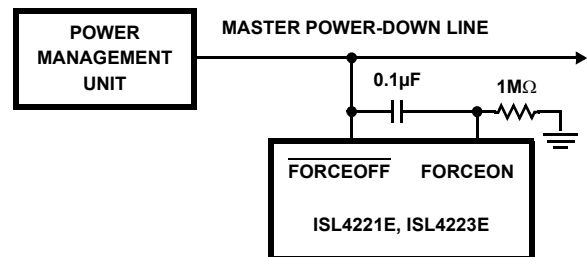 POWER
MANAGEMENT
UNIT
MASTER POWER-DOWN LINE
0.1µF
1MΩ
FORCEOFF FORCEON
ISL4221E, ISL4223E